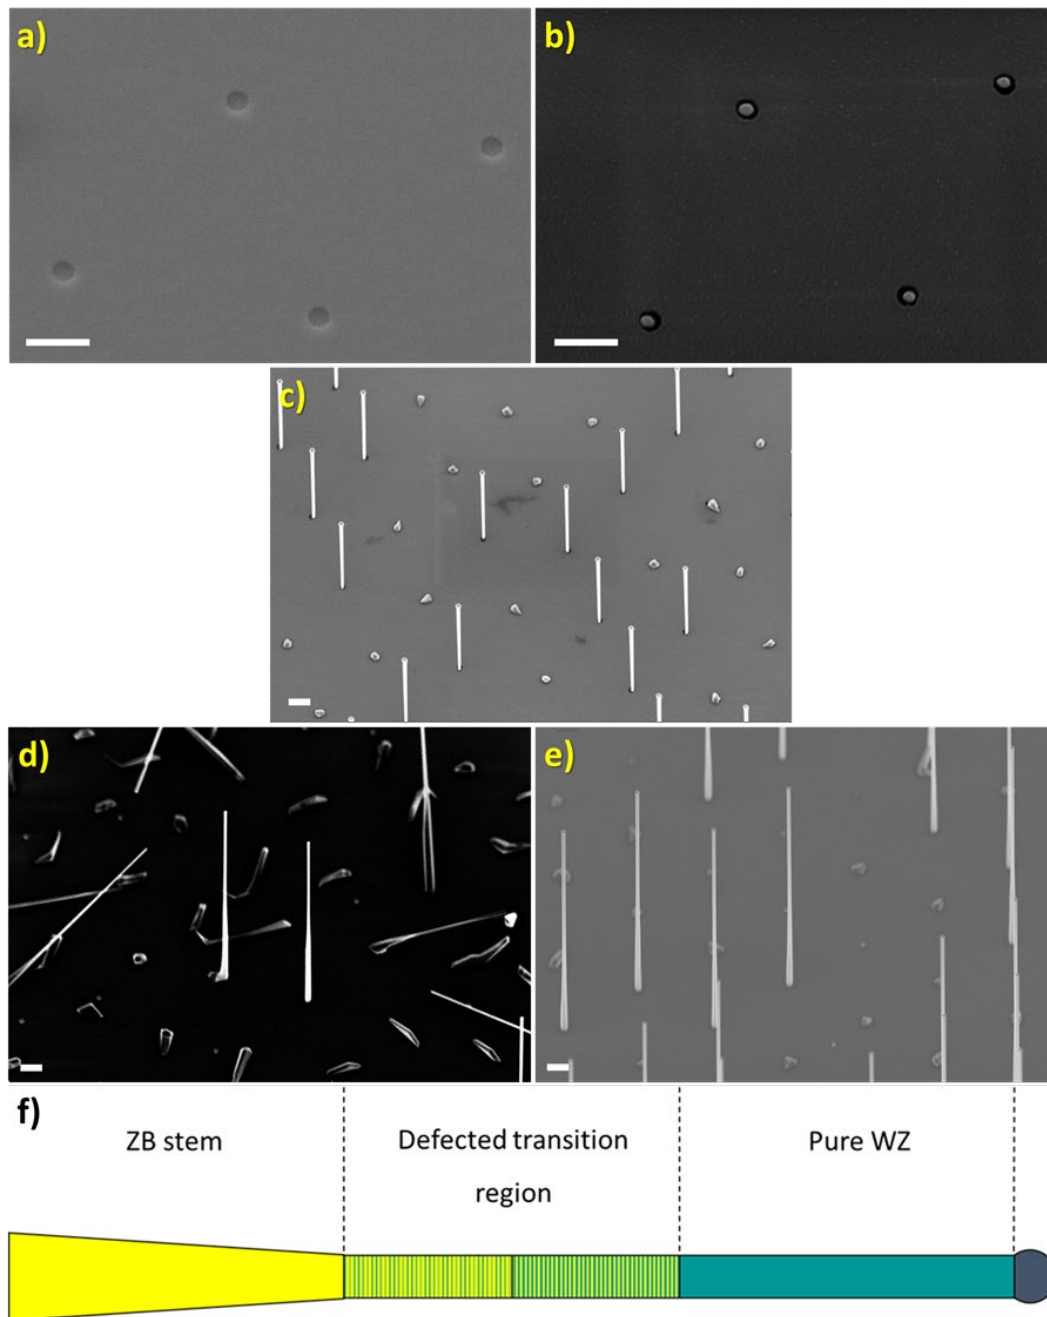 a)
b)
c)
d)
e)
f)
ZB stem
Defected transition
region
Pure WZ